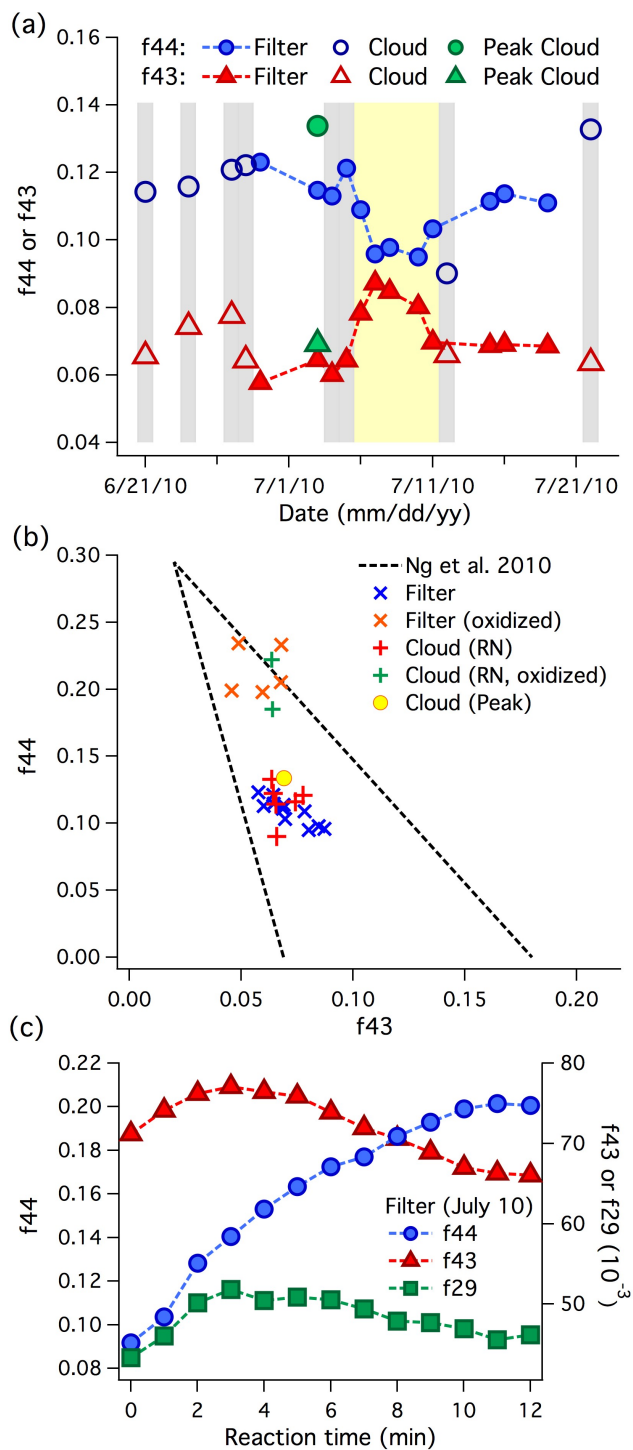 (a)
0.16
0.14
0.12
0.10
0.08
0.06
0.04
f44 or f43
f44: Filter Cloud Peak Cloud
f43: Filter Cloud Peak Cloud
6/21/10 7/1/10 7/11/10 7/21/10
Date (mm/dd/yy)
(b)
0.30
0.25
0.20
0.15
0.10
0.05
0.00
f44
Ng et al. 2010
Filter
Filter (oxidized)
Cloud (RN)
Cloud (RN, oxidized)
Cloud (Peak)
0.00 0.05 0.10 0.15 0.20
f43
(c)
0.22
0.20
0.18
0.16
0.14
0.12
0.10
0.08
f44
80
70
60
50
f43 or f29 (10⁻³)
Filter (July 10)
f44
f43
f29
0 2 4 6 8 10 12
Reaction time (min)